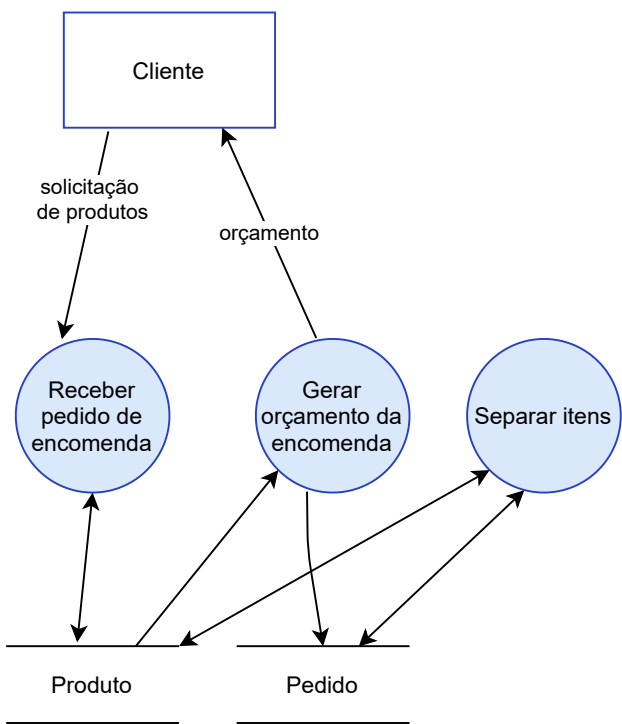 Cliente
solicitação
de produtos
orçamento
Receber
pedido de
encomenda
Gerar
orçamento da
encomenda
Separar itens
Produto
Pedido